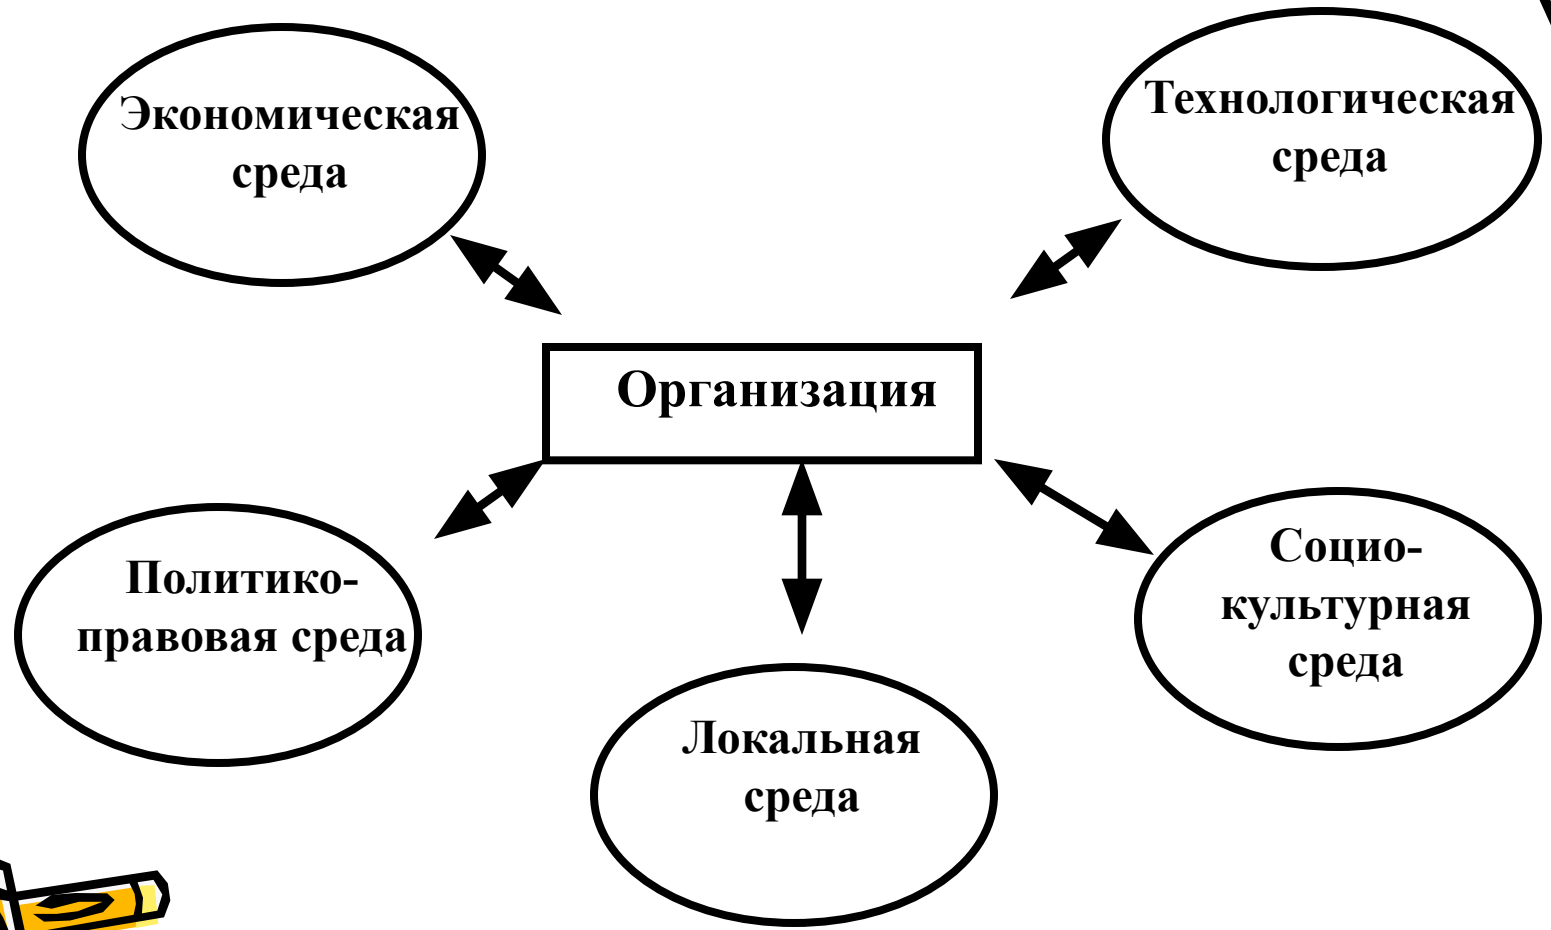 Экономическая
среда
Технологическая
среда
Организация
Политико-
правовая среда
Локальная
среда
Социо-
культурная
среда